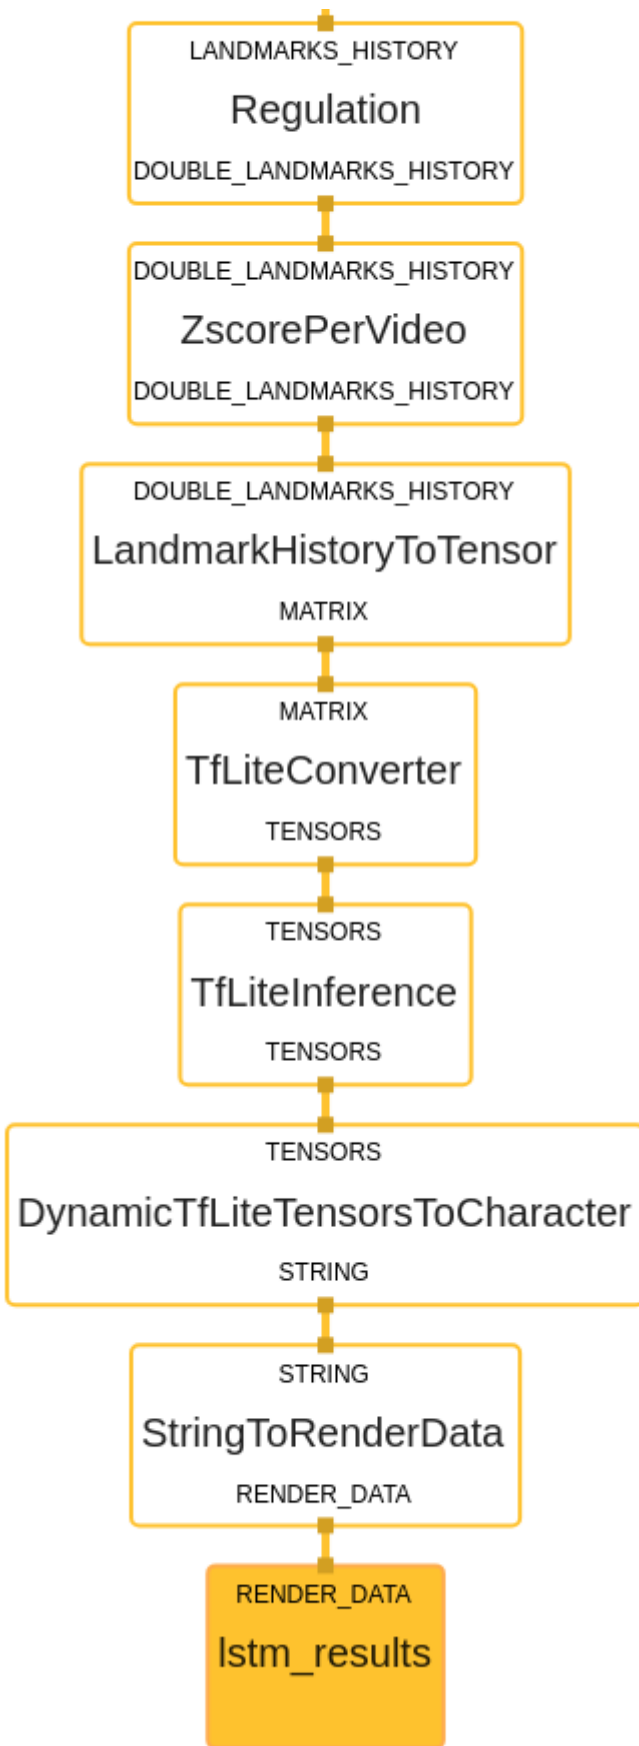 LANDMARKS_HISTORY
Regulation
DOUBLE_LANDMARKS_HISTORY
DOUBLE_LANDMARKS_HISTORY
ZscorePerVideo
DOUBLE_LANDMARKS_HISTORY
DOUBLE_LANDMARKS_HISTORY
LandmarkHistoryToTensor
MATRIX
MATRIX
TfLiteConverter
TENSORS
TENSORS
TfLiteInference
TENSORS
TENSORS
DynamicTfLiteTensorsToCharacter
STRING
STRING
StringToRenderData
RENDER_DATA
RENDER_DATA
lstm_results